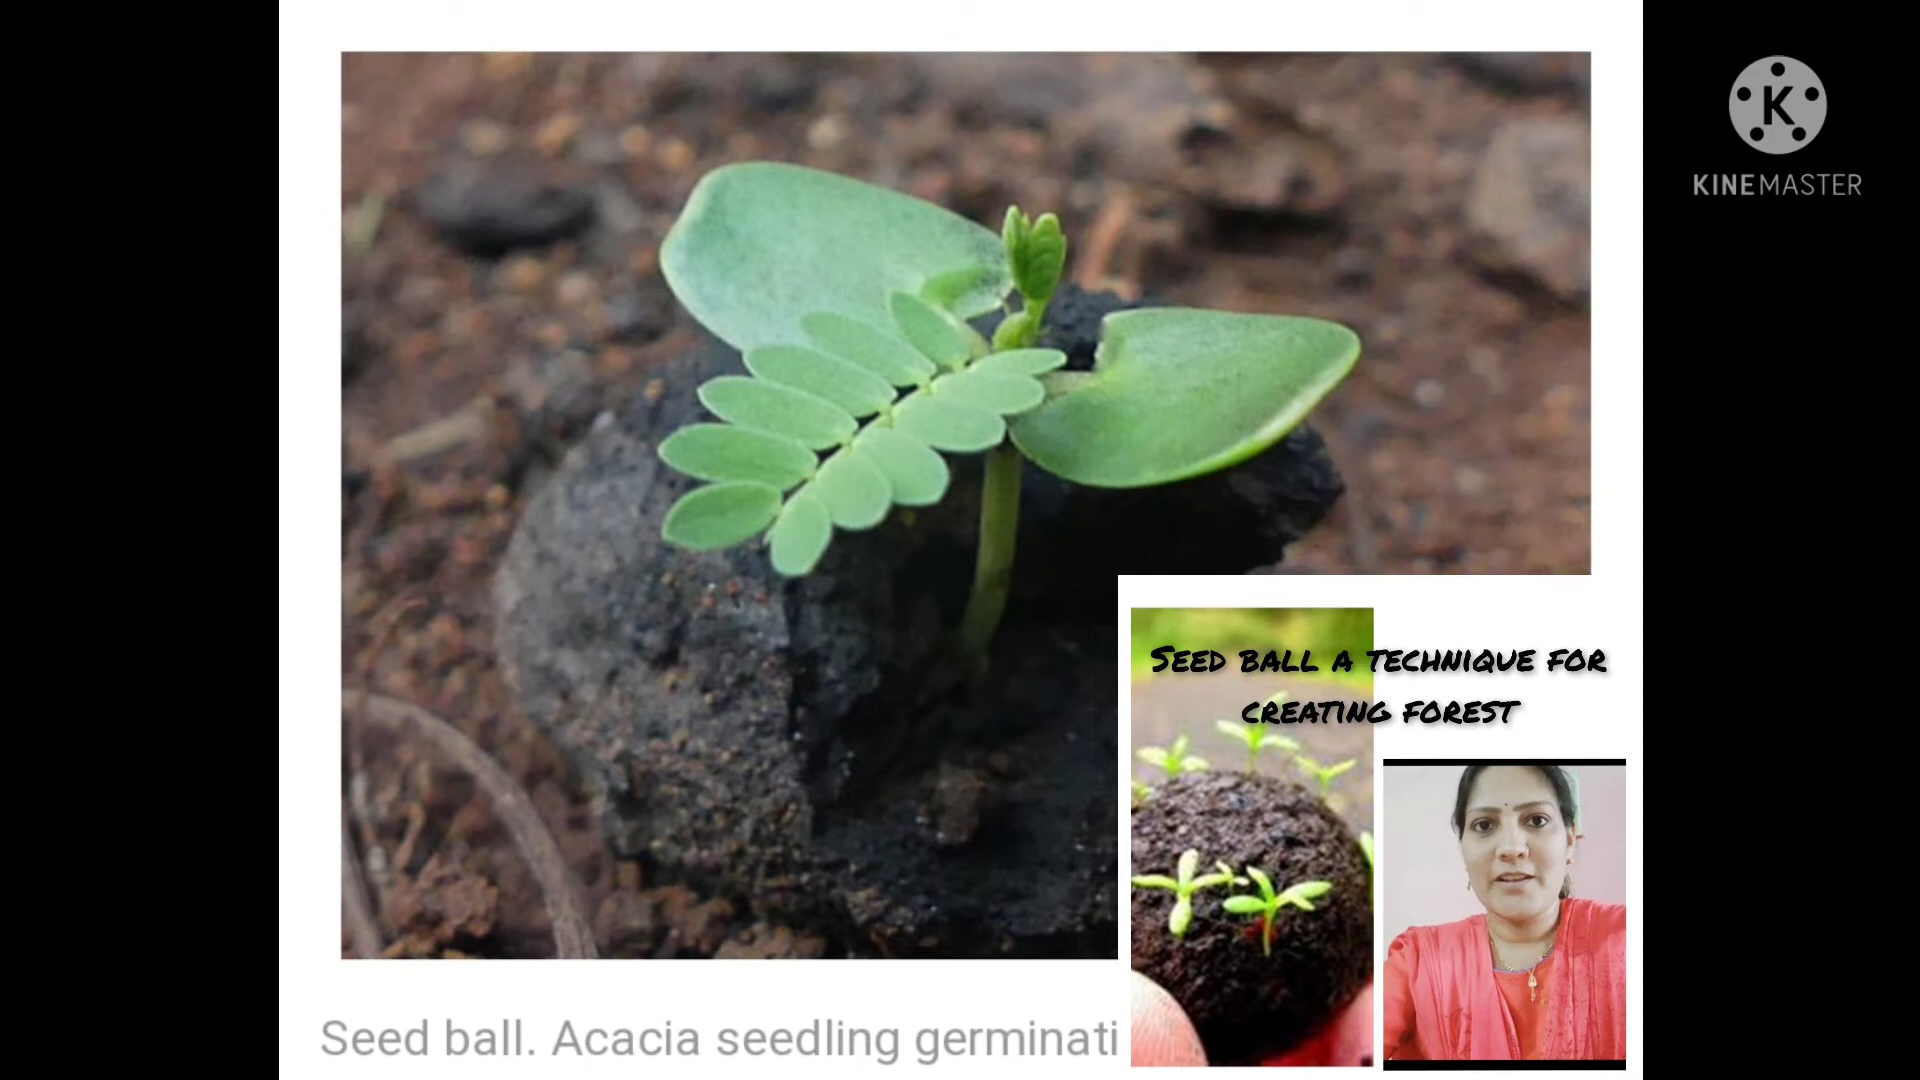 K
KINEMASTER
Seed ball a technique for
creating forest
Seed ball. Acacia seedling germinati